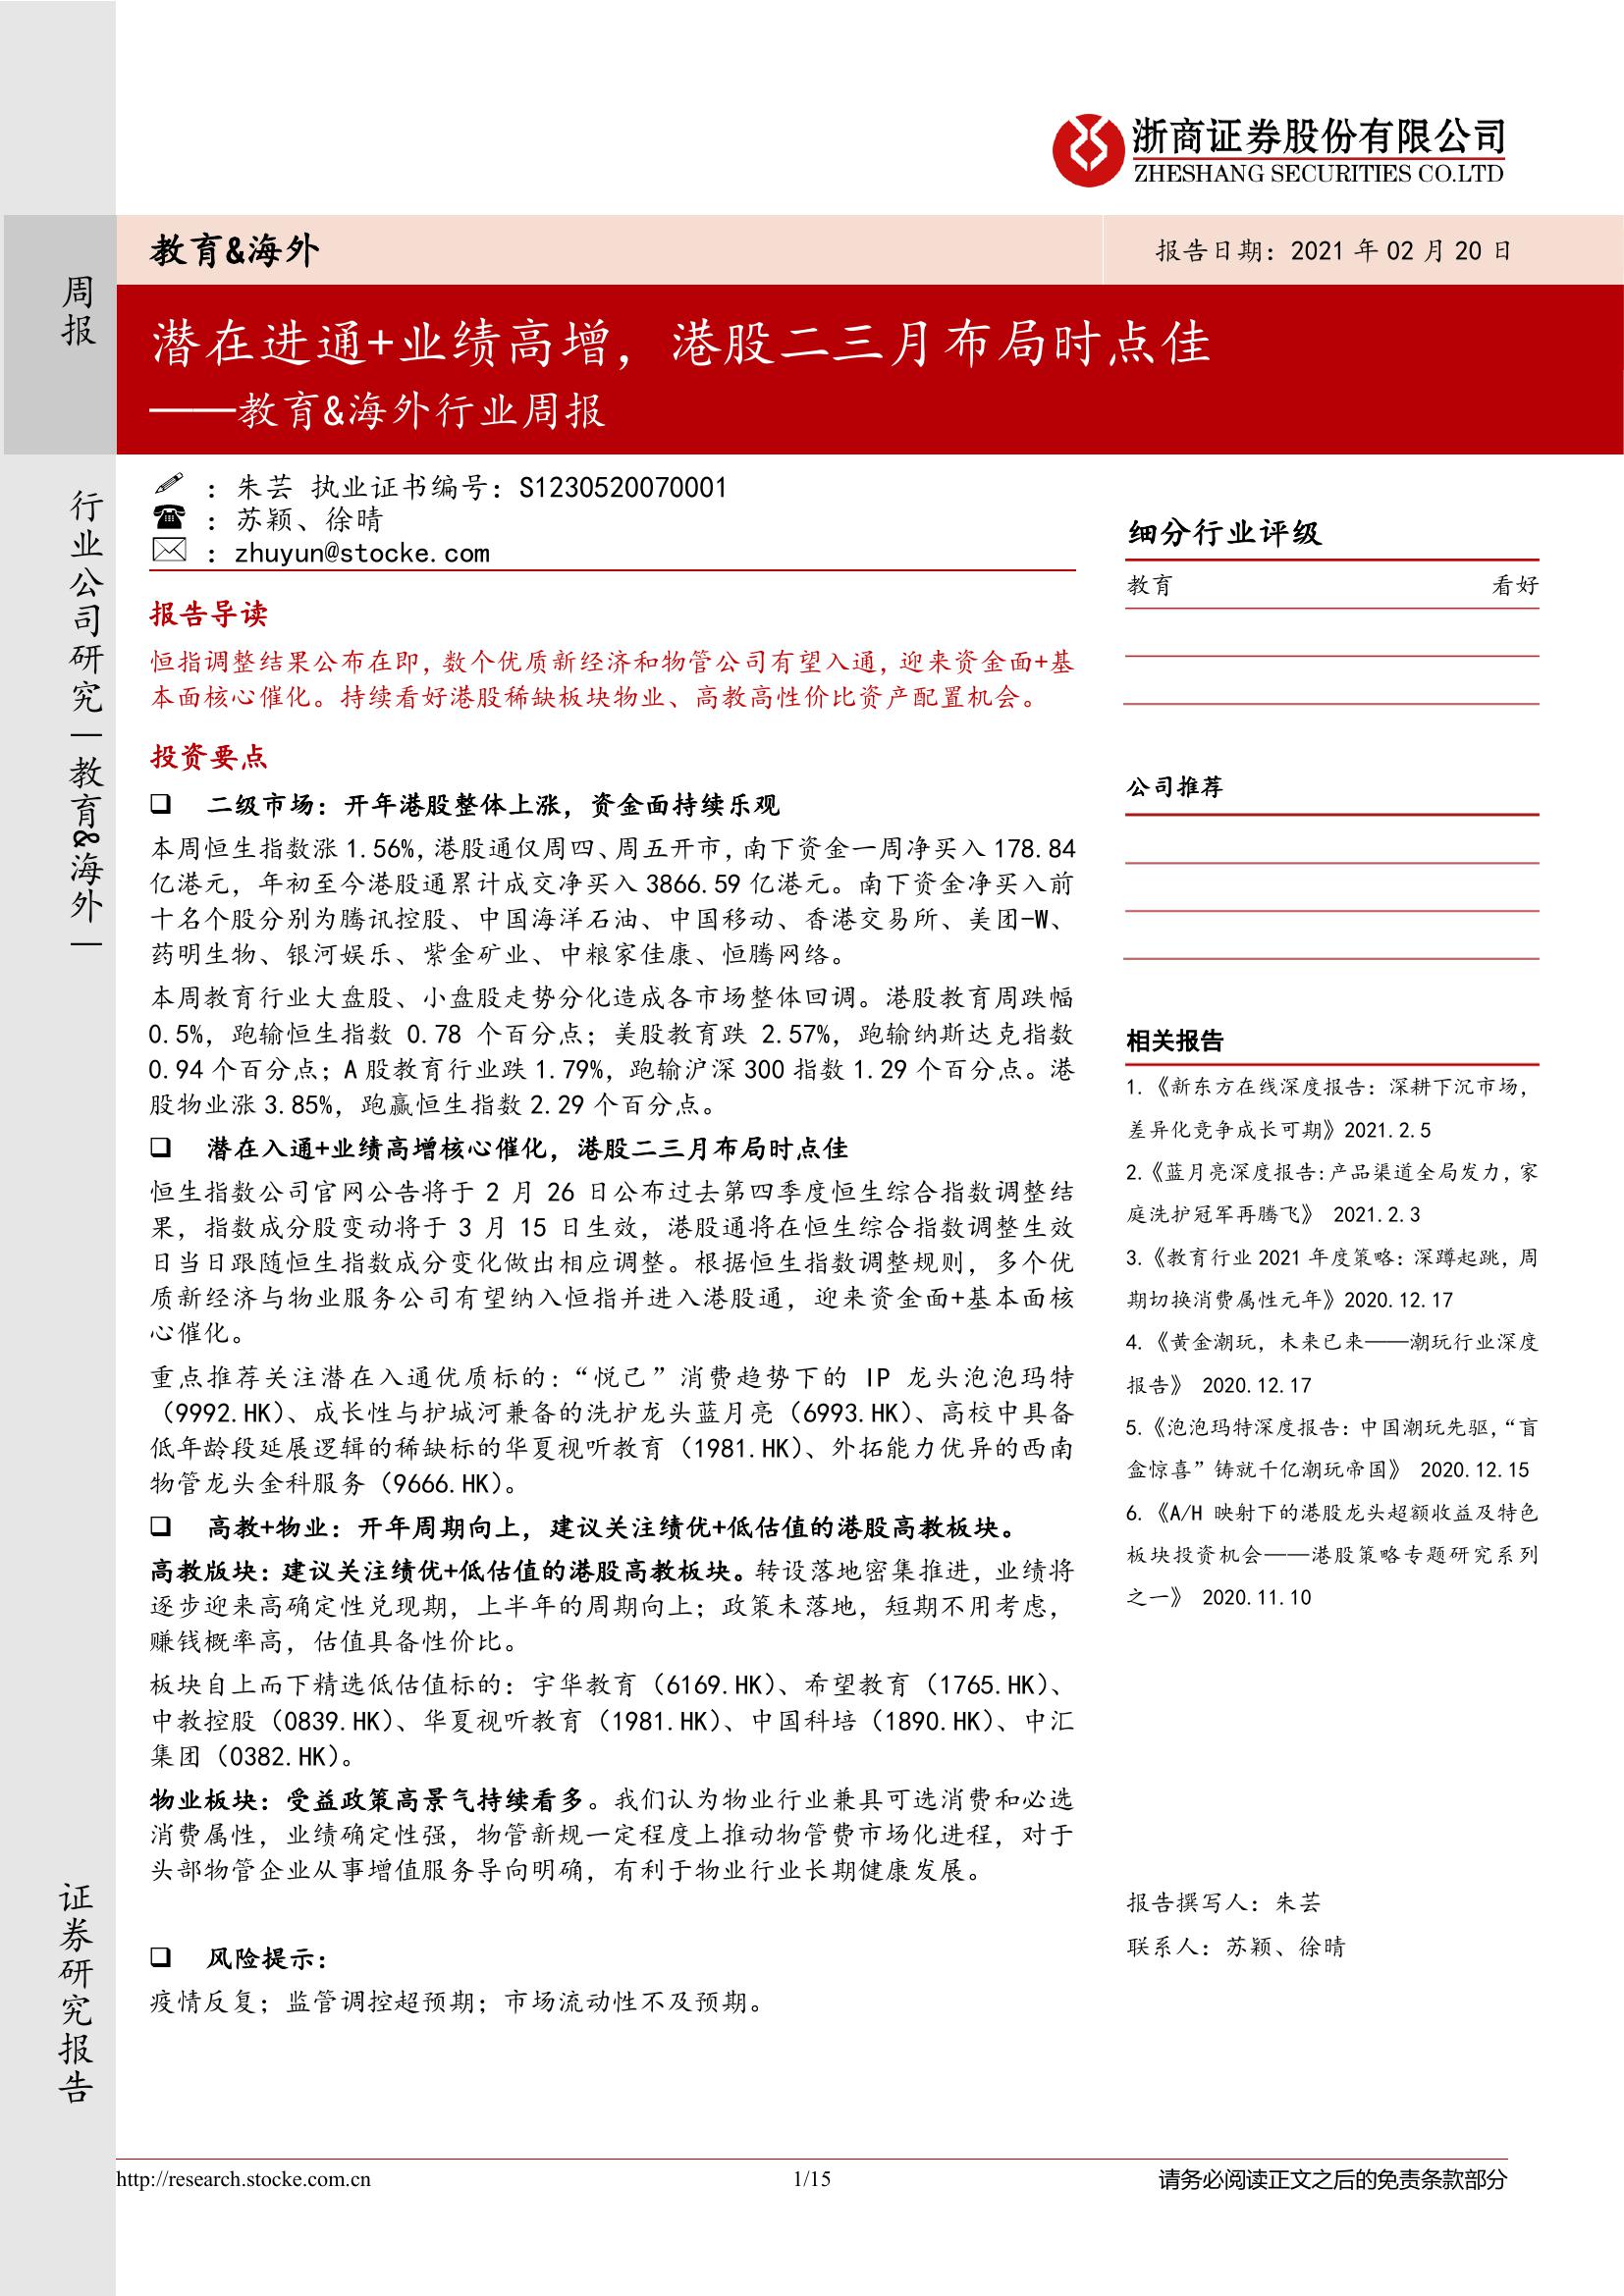 浙商证券股份有限公司
ZHESHANG SECURITIES CO.LTD
教育&海外
报告日期：2021 年 02 月 20 日
周报
潜在进通+业绩高增，港股二三月布局时点佳
——教育&海外行业周报
行业公司研究—教育&海外—
：朱芸 执业证书编号：S1230520070001
：苏颖、徐晴
：zhuyun@stocke.com
报告导读
恒指调整结果公布在即，数个优质新经济和物管公司有望入通，迎来资金面+基
本面核心催化。持续看好港股稀缺板块物业、高教高性价比资产配置机会。
投资要点
❑ 二级市场：开年港股整体上涨，资金面持续乐观
本周恒生指数涨 1.56%，港股通仅周四、周五开市，南下资金一周净买入 178.84
亿港元，年初至今港股通累计成交净买入 3866.59 亿港元。南下资金净买入前
十名个股分别为腾讯控股、中国海洋石油、中国移动、香港交易所、美团-W、
药明生物、银河娱乐、紫金矿业、中粮家佳康、恒腾网络。
本周教育行业大盘股、小盘股走势分化造成各市场整体回调。港股教育周跌幅
0.5%，跑输恒生指数 0.78 个百分点；美股教育跌 2.57%，跑输纳斯达克指数
0.94 个百分点；A 股教育行业跌 1.79%，跑输沪深 300 指数 1.29 个百分点。港
股物业涨 3.85%，跑赢恒生指数 2.29 个百分点。
❑ 潜在入通+业绩高增核心催化，港股二三月布局时点佳
恒生指数公司官网公告将于 2 月 26 日公布过去第四季度恒生综合指数调整结
果，指数成分股变动将于 3 月 15 日生效，港股通将在恒生综合指数调整生效
日当日跟随恒生指数成分变化做出相应调整。根据恒生指数调整规则，多个优
质新经济与物业服务公司有望纳入恒指并进入港股通，迎来资金面+基本面核
心催化。
重点推荐关注潜在入通优质标的：“悦己”消费趋势下的 IP 龙头泡泡玛特
（9992.HK）、成长性与护城河兼备的洗护龙头蓝月亮（6993.HK）、高校中具备
低年龄段延展逻辑的稀缺标的华夏视听教育（1981.HK）、外拓能力优异的西南
物管龙头金科服务（9666.HK）。
❑ 高教+物业：开年周期向上，建议关注绩优+低估值的港股高教板块。
高教版块：建议关注绩优+低估值的港股高教板块。转设落地密集推进，业绩将
逐步迎来高确定性兑现期，上半年的周期向上；政策未落地，短期不用考虑，
赚钱概率高，估值具备性价比。
板块自上而下精选低估值标的：宇华教育（6169.HK）、希望教育（1765.HK）、
中教控股（0839.HK）、华夏视听教育（1981.HK）、中国科培（1890.HK）、中汇
集团（0382.HK）。
物业板块：受益政策高景气持续看多。我们认为物业行业兼具可选消费和必选
消费属性，业绩确定性强，物管新规一定程度上推动物管费市场化进程，对于
头部物管企业从事增值服务导向明确，有利于物业行业长期健康发展。
❑ 风险提示：
疫情反复；监管调控超预期；市场流动性不及预期。
细分行业评级
教育 看好
公司推荐
相关报告
1.《新东方在线深度报告：深耕下沉市场，
差异化竞争成长可期》2021.2.5
2.《蓝月亮深度报告:产品渠道全局发力，家
庭洗护冠军再腾飞》 2021.2.3
3.《教育行业 2021 年度策略：深蹲起跳，周
期切换消费属性元年》2020.12.17
4.《黄金潮玩，未来已来——潮玩行业深度
报告》 2020.12.17
5.《泡泡玛特深度报告：中国潮玩先驱，“盲
盒惊喜”铸就千亿潮玩帝国》 2020.12.15
6.《A/H 映射下的港股龙头超额收益及特色
板块投资机会——港股策略专题研究系列
之一》 2020.11.10
报告撰写人：朱芸
联系人：苏颖、徐晴
证券研究报告
http://research.stocke.com.cn
1/15
请务必阅读正文之后的免责条款部分